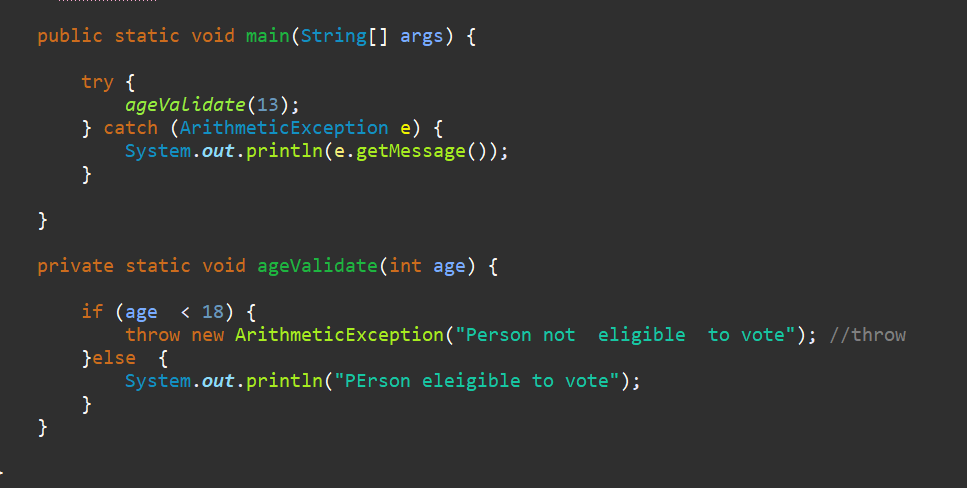 public static void main(String[] args) {
try {
ageValidate(13);
} catch (ArithmeticException e) {
System.out.println(e.getMessage());
}
}
private static void ageValidate(int age) {
if (age  < 18) {
throw new ArithmeticException("Person not  eligible  to vote"); //throw
}else  {
System.out.println("PErson eleigible to vote");
}
}